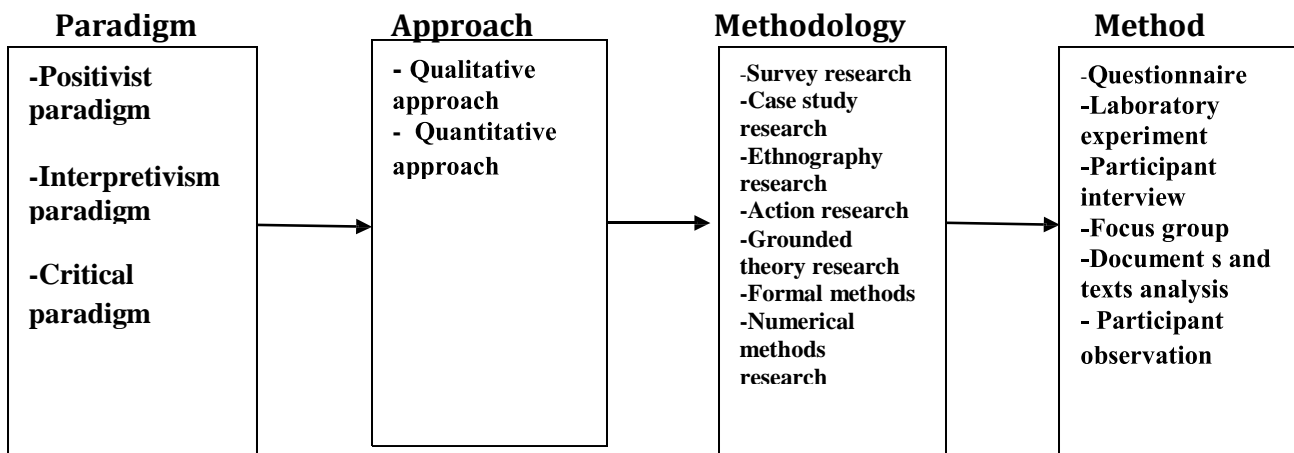 Paradigm
-Positivist
paradigm
-Interpretivism
paradigm
-Critical
paradigm
Approach
- Qualitative
approach
- Quantitative
approach
Methodology
-Survey research
-Case study
research
-Ethnography
research
-Action research
-Grounded
theory research
-Formal methods
-Numerical
methods
research
Method
-Questionnaire
-Laboratory
experiment
-Participant
interview
-Focus group
-Document s and
texts analysis
- Participant
observation